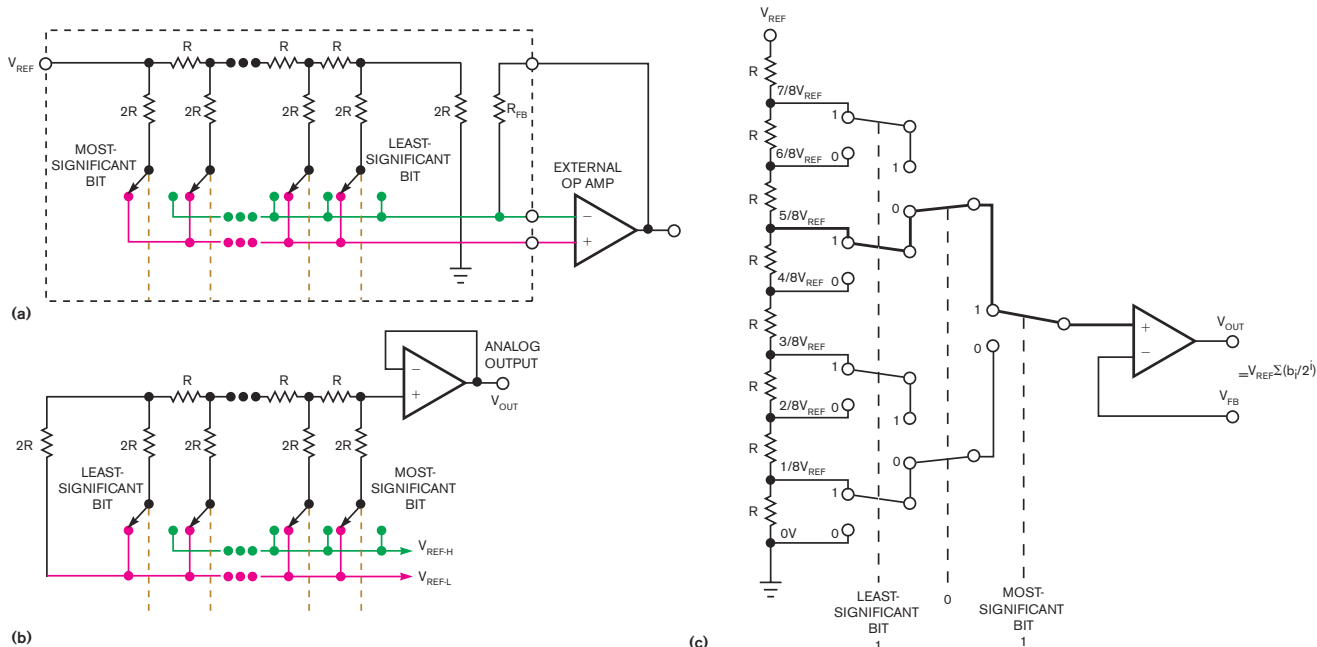 R R R
V_REF
2R 2R 2R 2R 2R R_FB
MOST-
SIGNIFICANT
BIT
LEAST-
SIGNIFICANT
BIT
EXTERNAL
OP AMP
−
+
(a)
ANALOG
OUTPUT
−
+
V_OUT
R R R
2R 2R 2R 2R 2R
LEAST-
SIGNIFICANT
BIT
MOST-
SIGNIFICANT
BIT
V_REF-H
V_REF-L
(b)
V_REF
R
7/8V_REF
1
R
6/8V_REF 0
1
R
5/8V_REF
0
1
R
4/8V_REF 0
1
R
3/8V_REF
0
1
R
2/8V_REF 0
1
R
1/8V_REF
0
1
R
0V 0
+
−
V_OUT
=V_REFΣ(b_i/2^i)
V_FB
LEAST-
SIGNIFICANT
BIT
1
0
MOST-
SIGNIFICANT
BIT
1
(c)